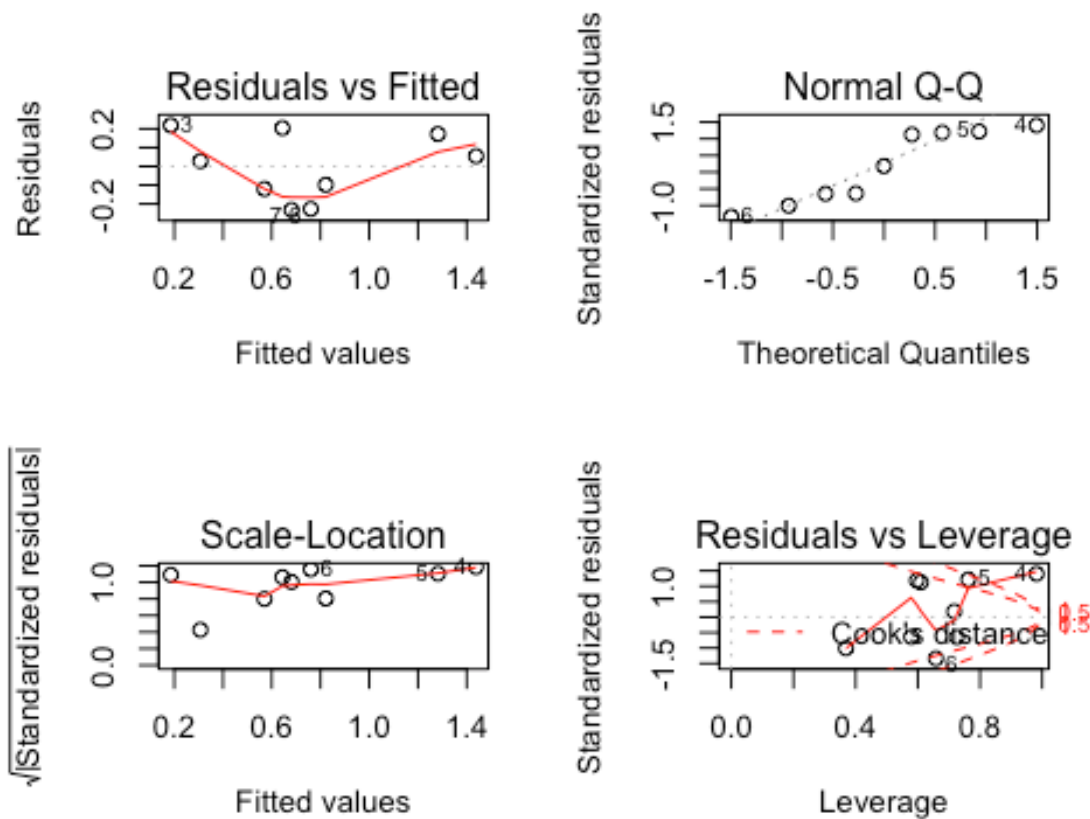 Residuals vs Fitted
Residuals
0.2
-0.2
3
7
0.2 0.6 1.0 1.4
Fitted values
Normal Q-Q
Standardized residuals
1.5
-1.0
6
5
4
-1.5 -0.5 0.5 1.5
Theoretical Quantiles
Scale-Location
√|Standardized residuals|
1.0
0.0
6
5
4
0.2 0.6 1.0 1.4
Fitted values
Residuals vs Leverage
Standardized residuals
1.0
-1.5
5
4
6
Cook's distance
0.5
0.5
0.0 0.4 0.8
Leverage